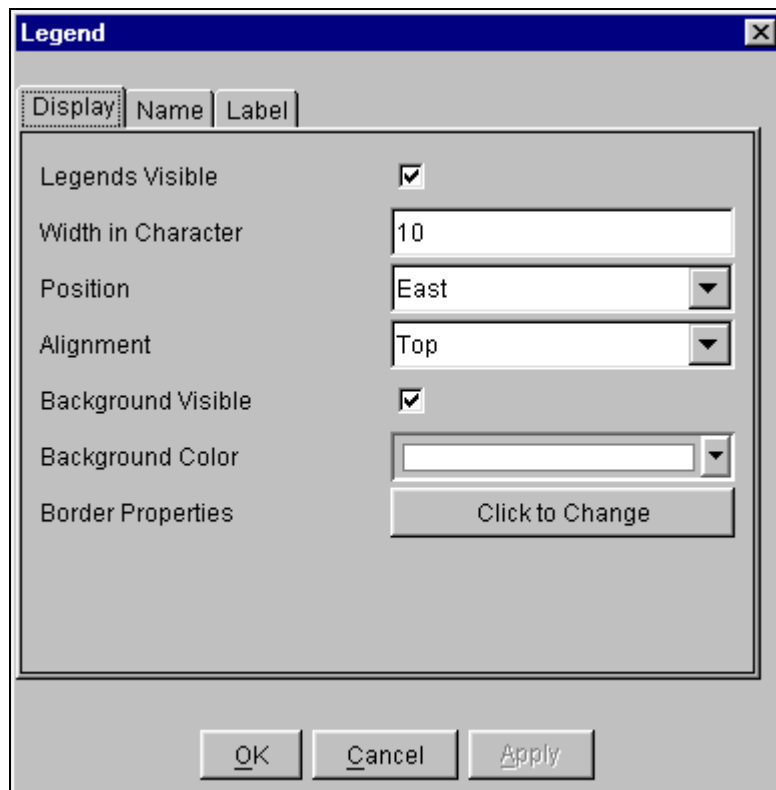 Legend
Display Name Label
Legends Visible
Width in Character 10
Position East
Alignment Top
Background Visible
Background Color
Border Properties Click to Change
OK Cancel Apply